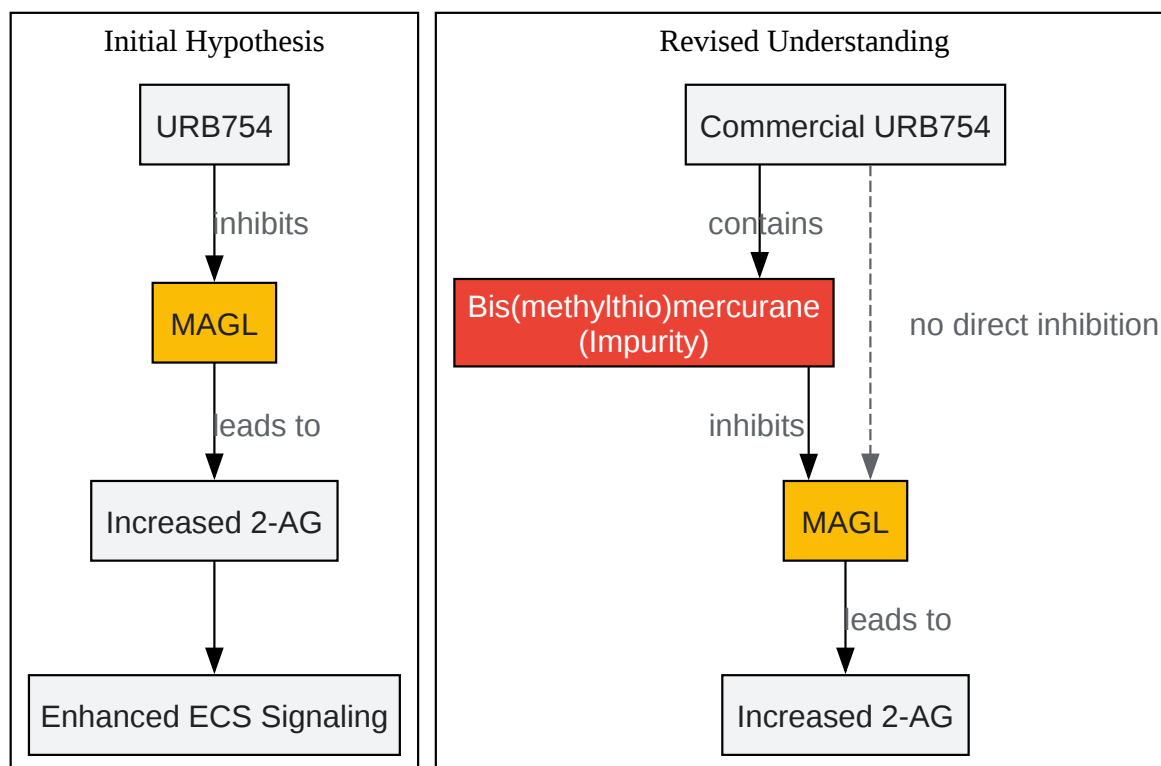 Initial Hypothesis
URB754
inhibits
MAGL
leads to
Increased 2-AG
Enhanced ECS Signaling
Revised Understanding
Commercial URB754
contains
Bis(methylthio)mercurane
(Impurity)
no direct inhibition
inhibits
MAGL
leads to
Increased 2-AG